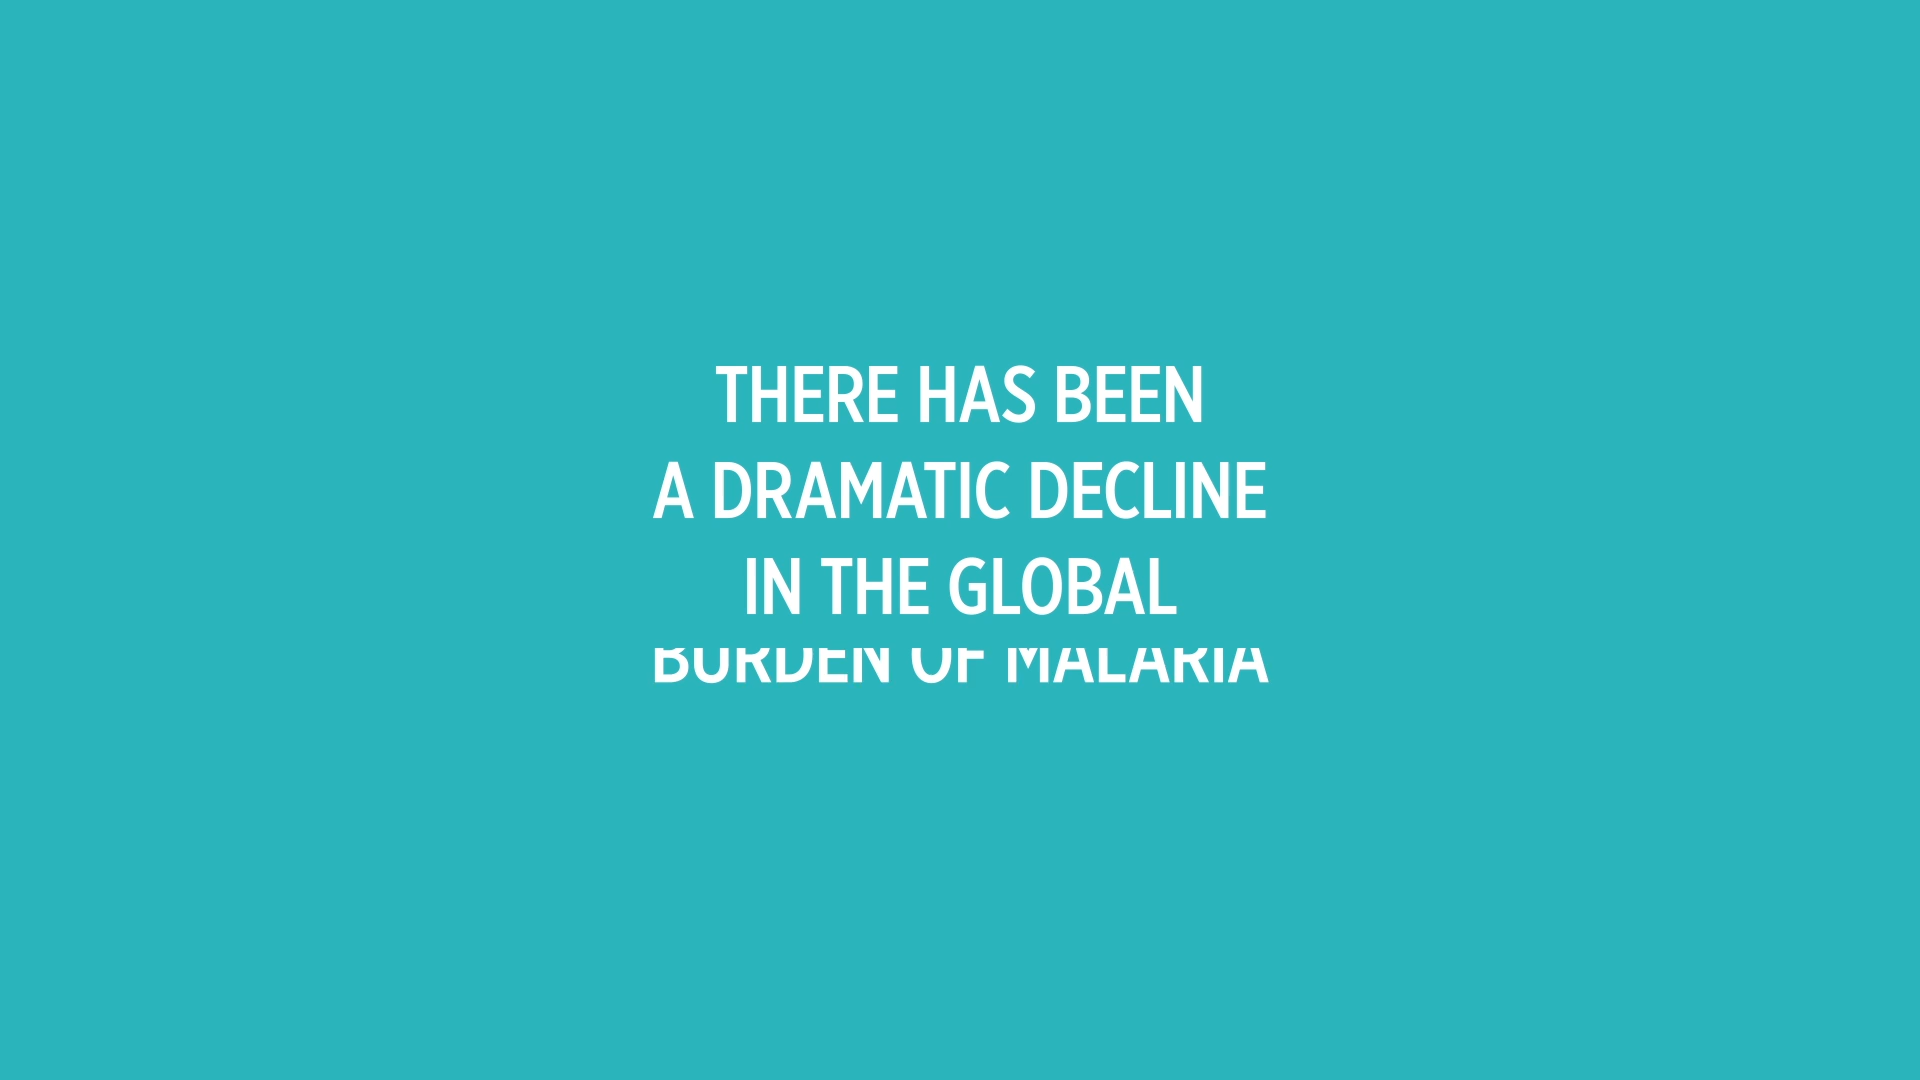 THERE HAS BEEN
A DRAMATIC DECLINE
IN THE GLOBAL
BURDEN OF MALARIA